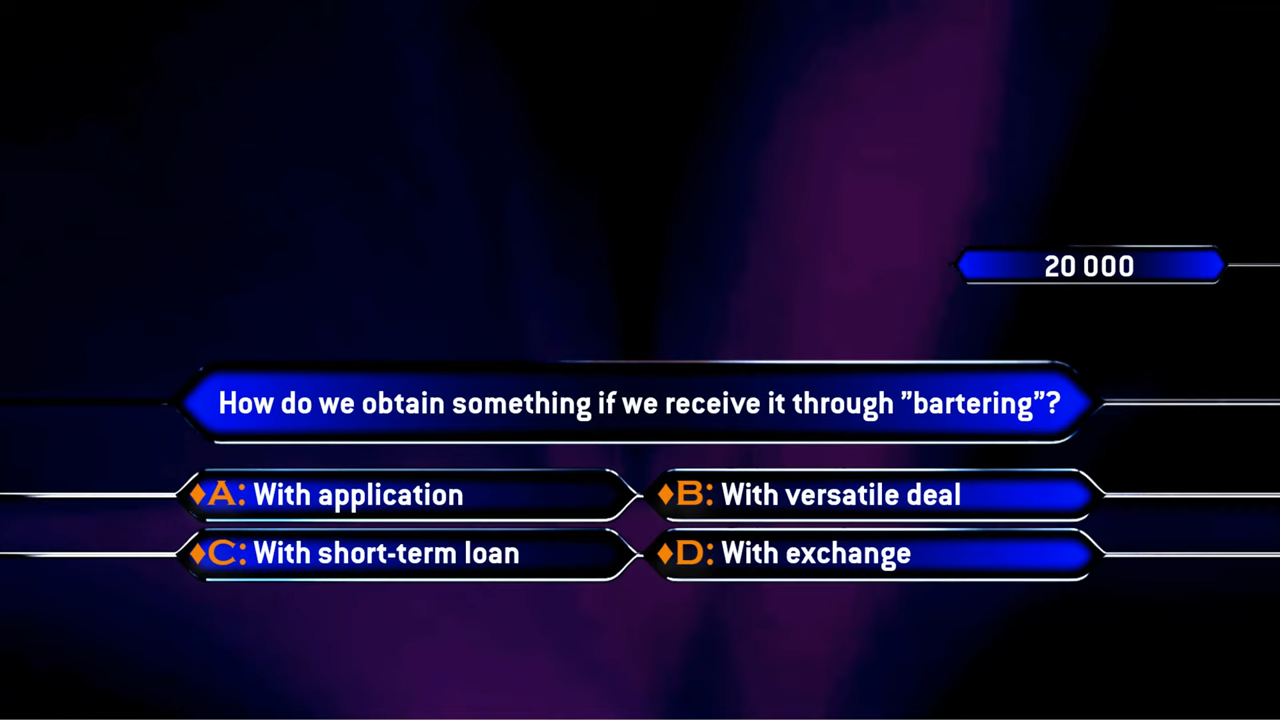 20 000
How do we obtain something if we receive it through ”bartering”?
♦A: With application
♦B: With versatile deal
♦C: With short-term loan
♦D: With exchange